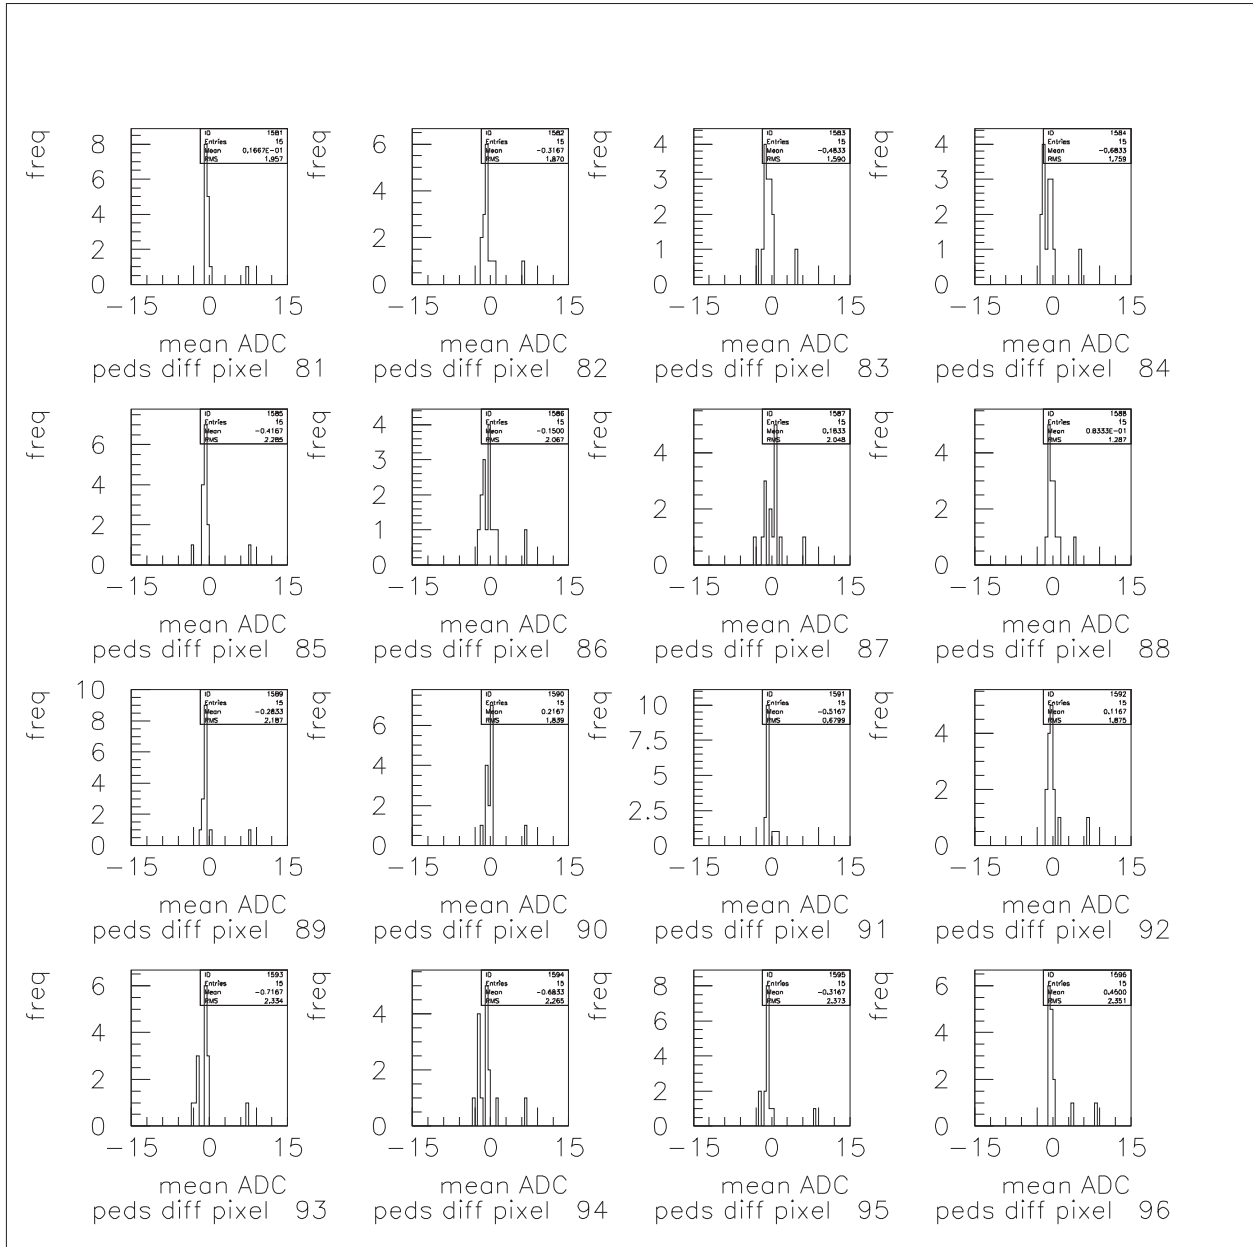 freq
8
6
4
2
0
ID 1581
Entries 15
Mean 0.1667E-01
RMS 1.957
-15 0 15
mean ADC
peds diff pixel 81
freq
6
4
2
0
ID 1582
Entries 15
Mean -0.3167
RMS 1.870
-15 0 15
mean ADC
peds diff pixel 82
freq
4
3
2
1
0
ID 1583
Entries 15
Mean -0.4833
RMS 1.590
-15 0 15
mean ADC
peds diff pixel 83
freq
4
3
2
1
0
ID 1584
Entries 15
Mean -0.6833
RMS 1.759
-15 0 15
mean ADC
peds diff pixel 84
freq
6
4
2
0
ID 1585
Entries 15
Mean -0.4167
RMS 2.285
-15 0 15
mean ADC
peds diff pixel 85
freq
4
3
2
1
0
ID 1586
Entries 15
Mean -0.1500
RMS 2.067
-15 0 15
mean ADC
peds diff pixel 86
freq
4
2
0
ID 1587
Entries 15
Mean 0.1833
RMS 2.048
-15 0 15
mean ADC
peds diff pixel 87
freq
4
2
0
ID 1588
Entries 15
Mean 0.8333E-01
RMS 1.287
-15 0 15
mean ADC
peds diff pixel 88
freq
10
8
6
4
2
0
ID 1589
Entries 15
Mean -0.2833
RMS 2.187
-15 0 15
mean ADC
peds diff pixel 89
freq
6
4
2
0
ID 1590
Entries 15
Mean 0.2167
RMS 1.839
-15 0 15
mean ADC
peds diff pixel 90
freq
10
7.5
5
2.5
0
ID 1591
Entries 15
Mean -0.5167
RMS 0.6799
-15 0 15
mean ADC
peds diff pixel 91
freq
4
2
0
ID 1592
Entries 15
Mean 0.1167
RMS 1.875
-15 0 15
mean ADC
peds diff pixel 92
freq
6
4
2
0
ID 1593
Entries 15
Mean -0.7167
RMS 2.334
-15 0 15
mean ADC
peds diff pixel 93
freq
6
4
2
0
ID 1594
Entries 15
Mean -0.6833
RMS 2.265
-15 0 15
mean ADC
peds diff pixel 94
freq
8
6
4
2
0
ID 1595
Entries 15
Mean -0.3167
RMS 2.373
-15 0 15
mean ADC
peds diff pixel 95
freq
6
4
2
0
ID 1596
Entries 15
Mean 0.4500
RMS 2.351
-15 0 15
mean ADC
peds diff pixel 96